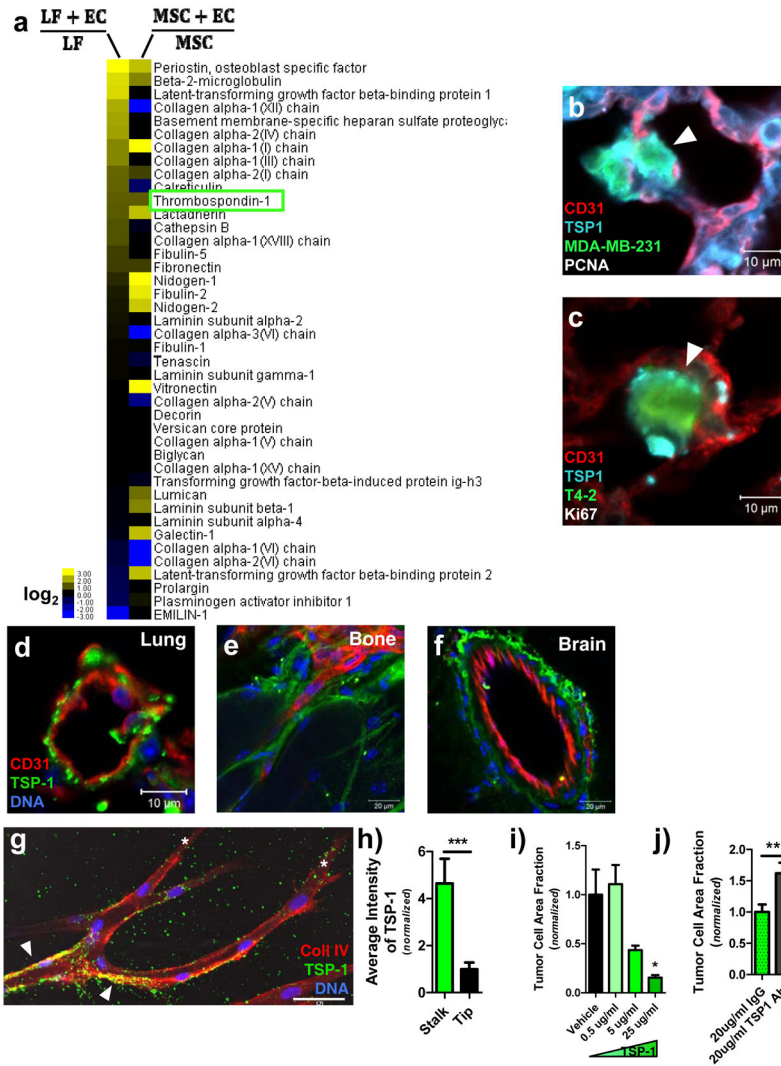 a
LF + EC
LF
MSC + EC
MSC
Periostin, osteoblast specific factor
Beta-2-microglobulin
Latent-transforming growth factor beta-binding protein 1
Collagen alpha-1(XII) chain
Basement membrane-specific heparan sulfate proteoglyc
Collagen alpha-2(IV) chain
Collagen alpha-1(I) chain
Collagen alpha-1(III) chain
Collagen alpha-2(I) chain
Calreticulin
Thrombospondin-1
Lactadherin
Cathepsin B
Collagen alpha-1(XVIII) chain
Fibulin-5
Fibronectin
Nidogen-1
Fibulin-2
Nidogen-2
Laminin subunit alpha-2
Collagen alpha-3(VI) chain
Fibulin-1
Tenascin
Laminin subunit gamma-1
Vitronectin
Collagen alpha-2(V) chain
Decorin
Versican core protein
Collagen alpha-1(V) chain
Biglycan
Collagen alpha-1(XV) chain
Transforming growth factor-beta-induced protein ig-h3
Lumican
Laminin subunit beta-1
Laminin subunit alpha-4
Galectin-1
Collagen alpha-1(VI) chain
Collagen alpha-2(VI) chain
Latent-transforming growth factor beta-binding protein 2
Prolargin
Plasminogen activator inhibitor 1
EMILIN-1
log2
3.00
2.00
1.00
0.00
-1.00
-2.00
-3.00
b
CD31
TSP1
MDA-MB-231
PCNA
10 µm
c
CD31
TSP1
T4-2
Ki67
10 µm
d
Lung
CD31
TSP-1
DNA
10 µm
e
Bone
20 µm
f
Brain
20 µm
g
*
*
Coll IV
TSP-1
DNA
h)
***
Average Intensity
of TSP-1
(normalized)
6
4
2
0
Stalk
Tip
i)
Tumor Cell Area Fraction
(normalized)
1.5
1.0
0.5
0.0
*
Vehicle
0.5 ug/ml
5 ug/ml
25 ug/ml
TSP-1
j)
Tumor Cell Area Fraction
(normalized)
2.0
1.5
1.0
0.5
0.0
**
20ug/ml IgG
20ug/ml TSP1 Ab